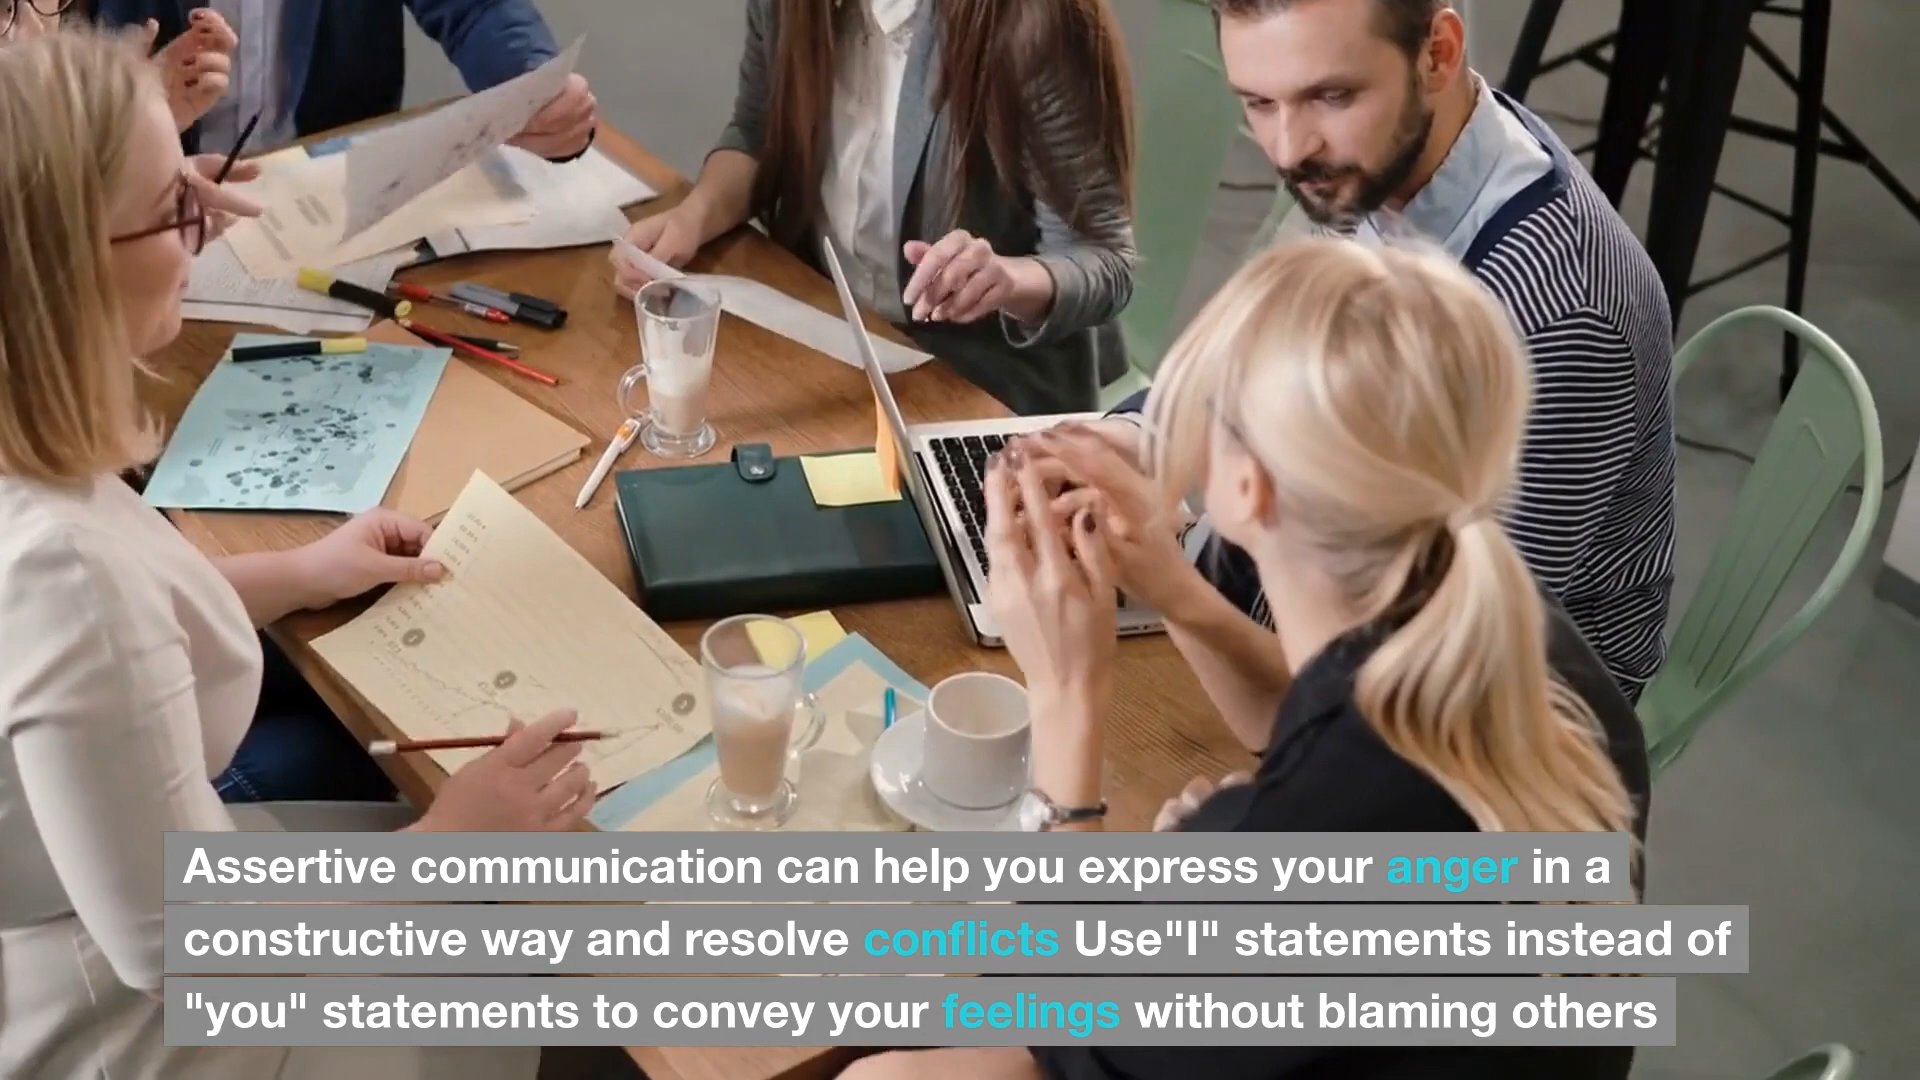 Assertive communication can help you express your anger in a
constructive way and resolve conflicts Use"I" statements instead of
"you" statements to convey your feelings without blaming others